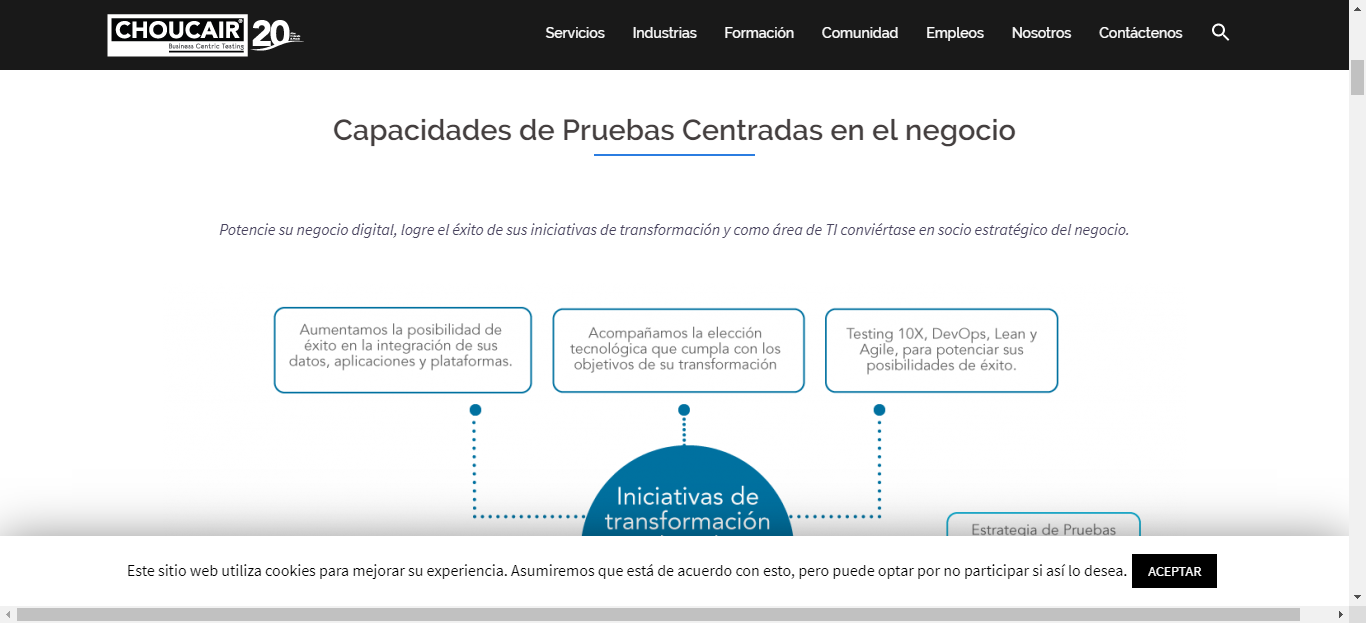 CHOUCAIR
Business Centric Testing
20
Servicios
Industrias
Formación
Comunidad
Empleos
Nosotros
Contáctenos
Capacidades de Pruebas Centradas en el negocio
Potencie su negocio digital, logre el éxito de sus iniciativas de transformación y como área de TI conviértase en socio estratégico del negocio.
Aumentamos la posibilidad de
éxito en la integración de sus
datos, aplicaciones y plataformas.
Acompañamos la elección
tecnológica que cumpla con los
objetivos de su transformación
Testing 10X, DevOps, Lean y
Agile, para potenciar sus
posibilidades de éxito.
Iniciativas de
transformación
Estrategia de Pruebas
Este sitio web utiliza cookies para mejorar su experiencia. Asumiremos que está de acuerdo con esto, pero puede optar por no participar si así lo desea.
ACEPTAR